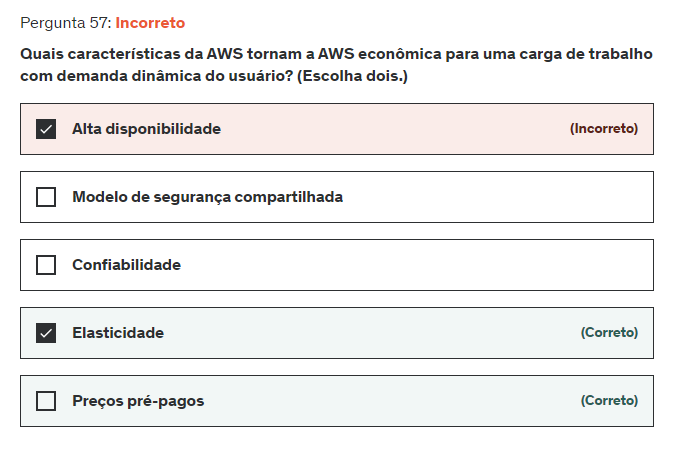 Pergunta 57: Incorreto
Quais características da AWS tornam a AWS econômica para uma carga de trabalho
com demanda dinâmica do usuário? (Escolha dois.)
Alta disponibilidade (Incorreto)
Modelo de segurança compartilhada
Confiabilidade
Elasticidade (Correto)
Preços pré-pagos (Correto)